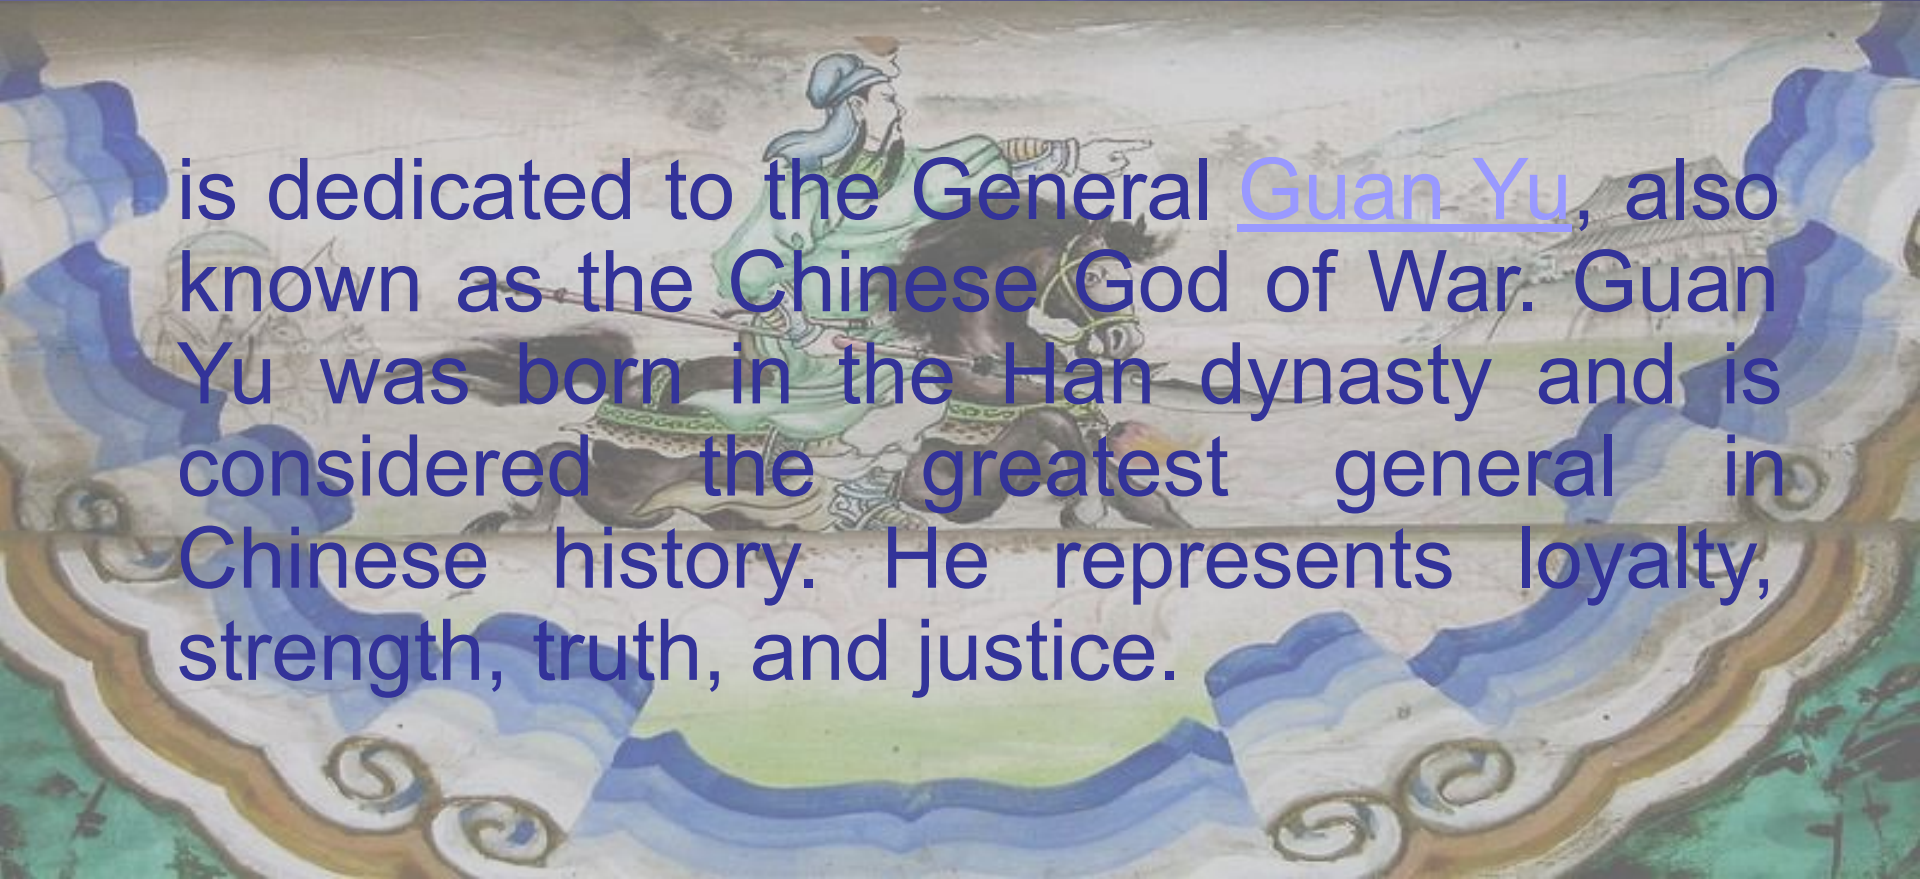 is dedicated to the General Guan Yu, also
known as the Chinese God of War. Guan
Yu was born in the Han dynasty and is
considered the greatest general in
Chinese history. He represents loyalty,
strength, truth, and justice.